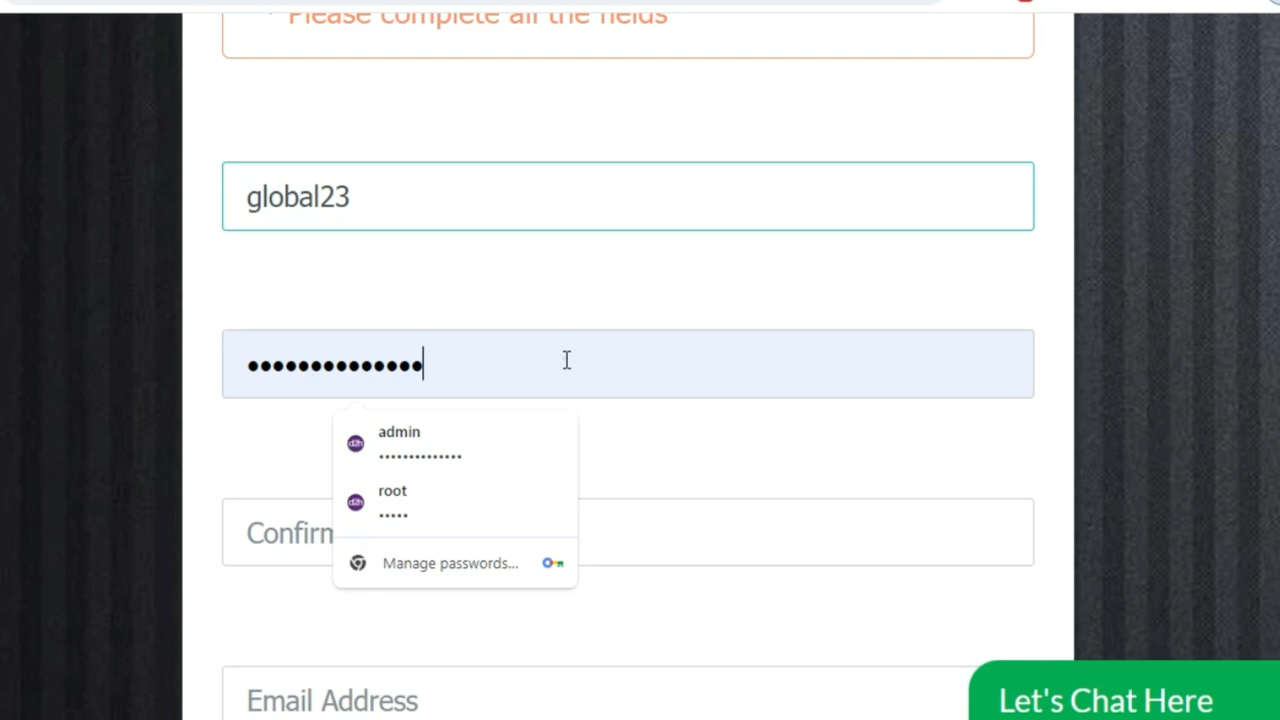 Please complete all the fields
global23
••••••••••••••
admin
••••••••••••••
root
•••••
Confirm
Manage passwords...
Email Address
Let's Chat Here